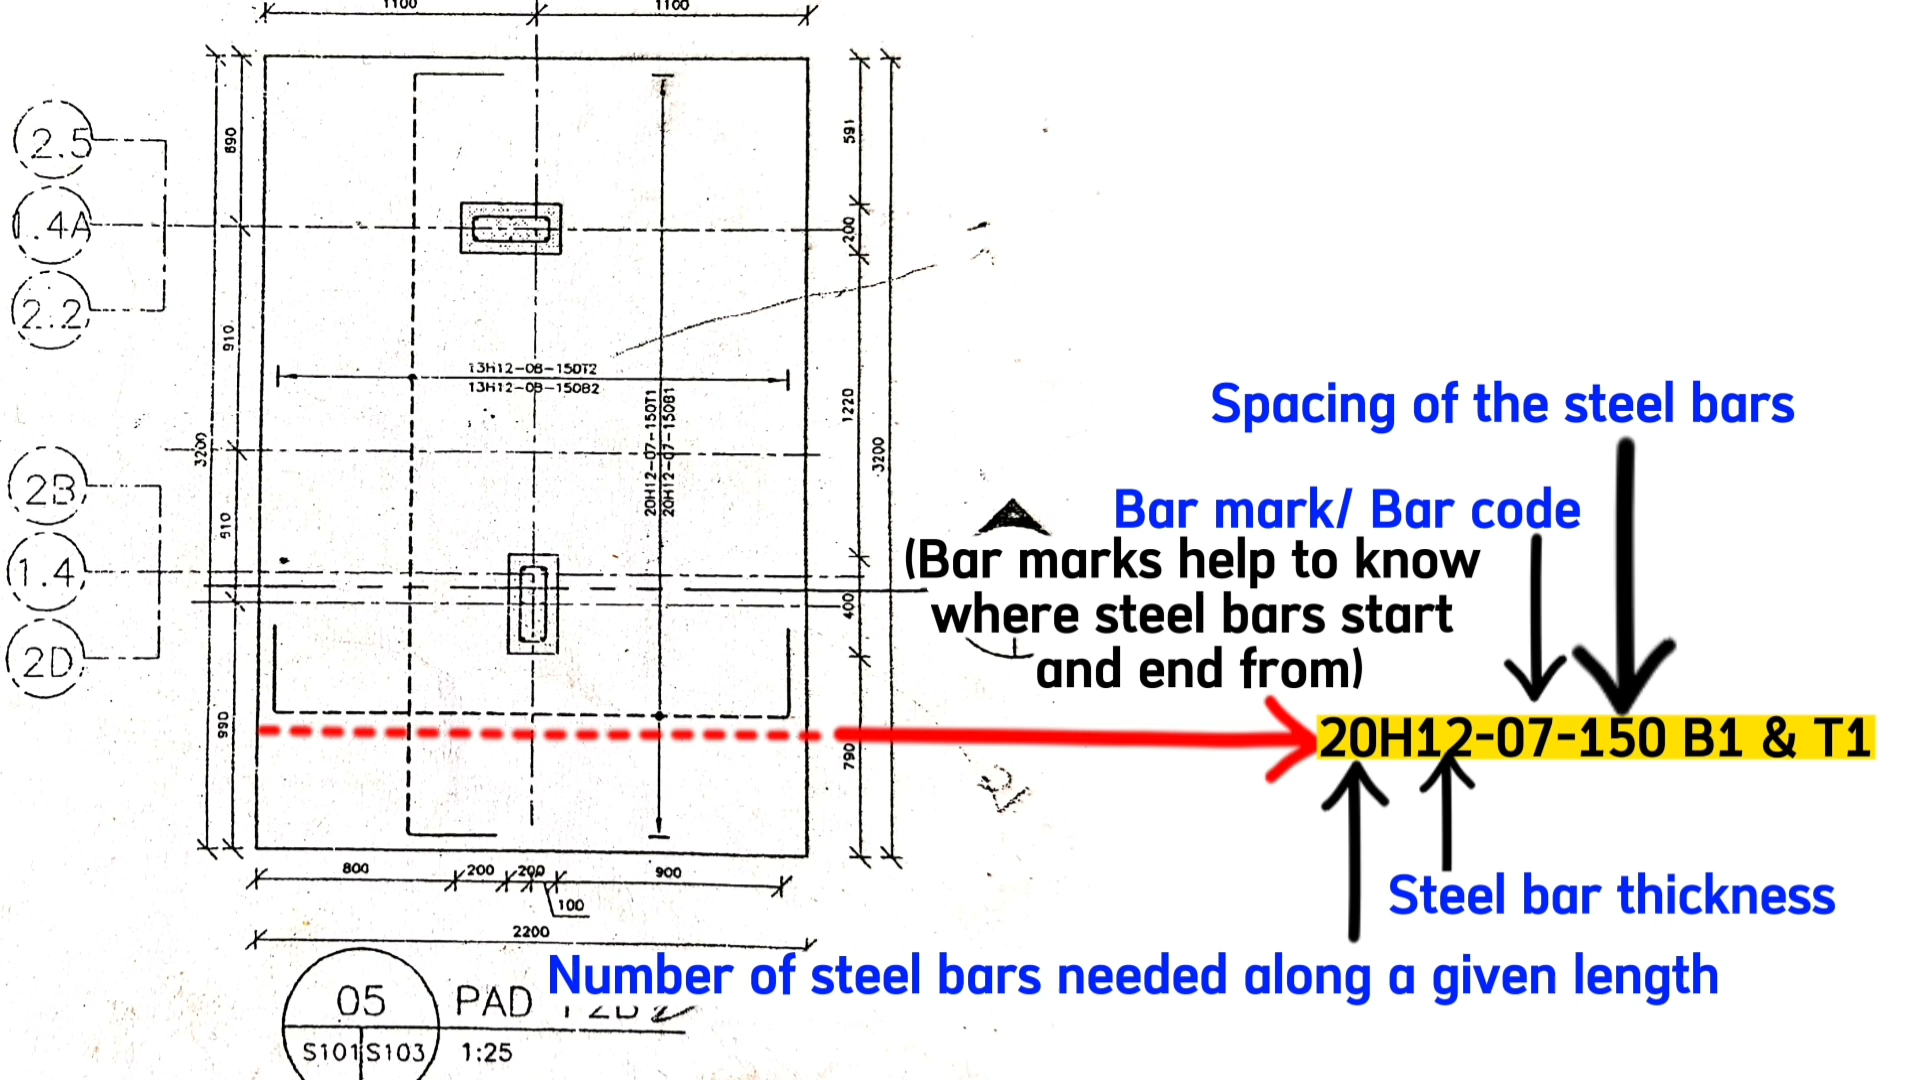 1100
1100
2.5
1.4A
2.2
690
910
910
990
3200
591
200
1220
400
790
3200
13H12-08-150T2
13H12-08-150B2
20H12-07-150T1
20H12-07-150B1
2B
1.4
2D
Spacing of the steel bars
Bar mark/ Bar code
(Bar marks help to know
where steel bars start
and end from)
20H12-07-150 B1 & T1
Steel bar thickness
Number of steel bars needed along a given length
800
200
200
900
100
2200
05
S101
S103
PAD
1:25